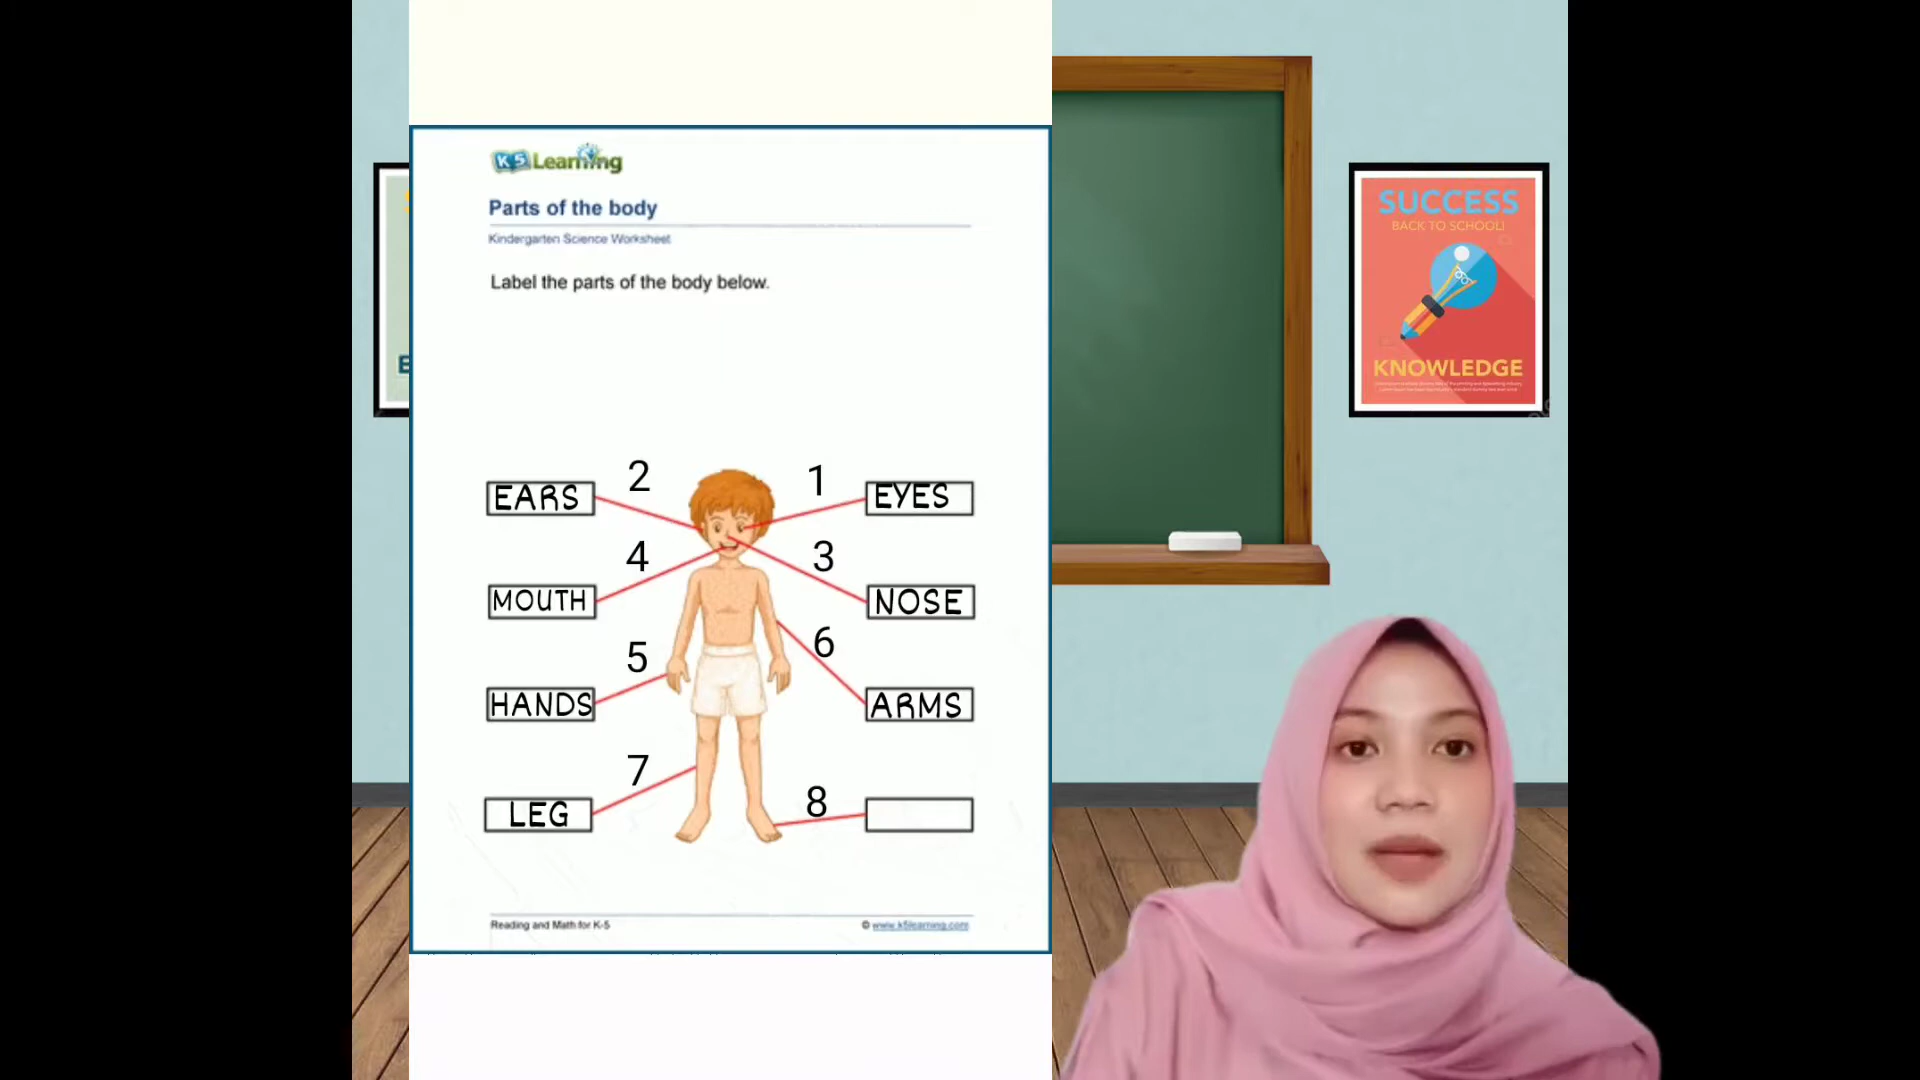 K5 Learning
Parts of the body
Kindergarten Science Worksheet
Label the parts of the body below.
2
1
EARS
EYES
4
3
MOUTH
NOSE
5
6
HANDS
ARMS
7
8
LEG
Reading and Math for K-5
© www.k5learning.com
SUCCESS
BACK TO SCHOOL!
KNOWLEDGE